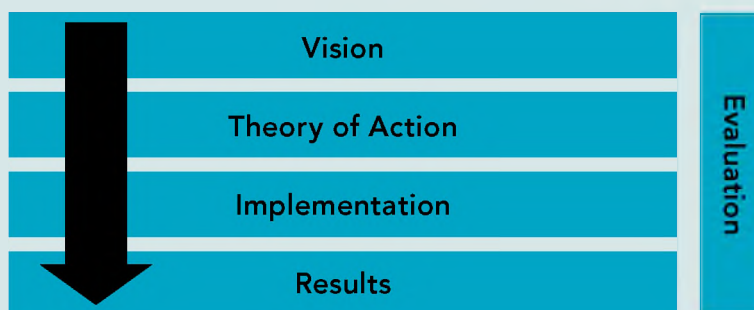 Vision
Theory of Action
Implementation
Results
Evaluation